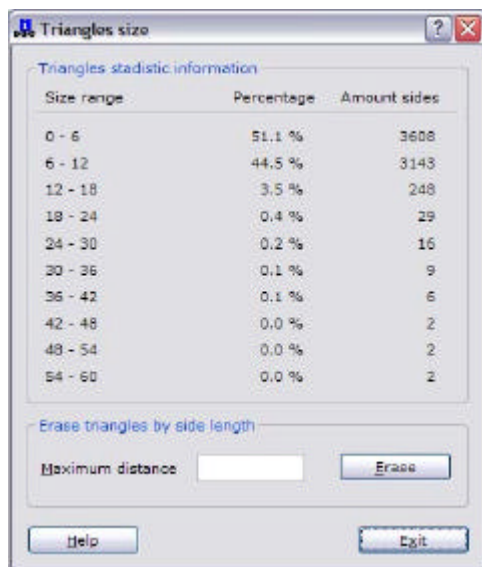 Triangles size
Triangles stadistic information
Size range Percentage Amount sides
0 - 6 51.1 % 3608
6 - 12 44.5 % 3143
12 - 18 3.5 % 248
18 - 24 0.4 % 29
24 - 30 0.2 % 16
30 - 36 0.1 % 9
36 - 42 0.1 % 6
42 - 48 0.0 % 2
48 - 54 0.0 % 2
54 - 60 0.0 % 2
Erase triangles by side length
Maximum distance Erase
Help Exit